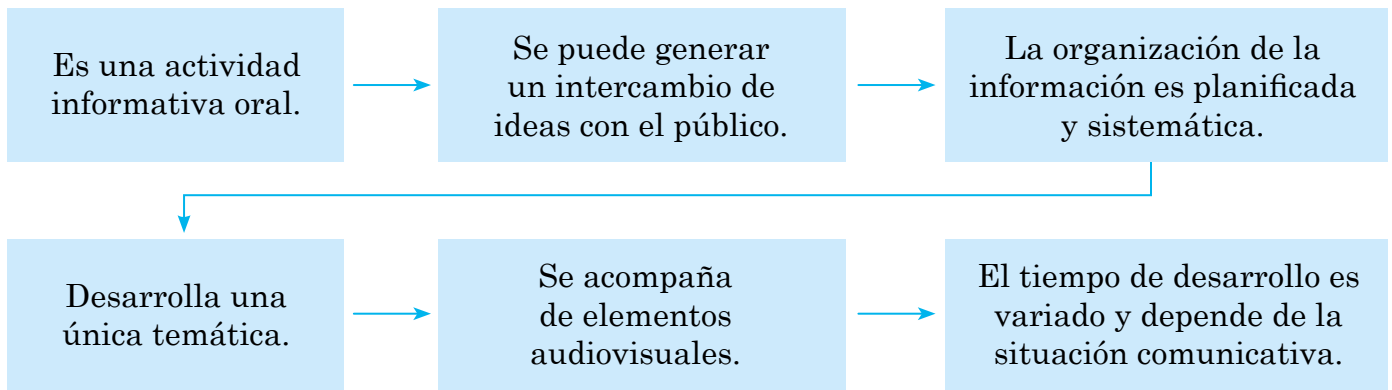 Es una actividad
informativa oral.
Se puede generar
un intercambio de
ideas con el público.
La organización de la
información es planificada
y sistemática.
Desarrolla una
única temática.
Se acompaña
de elementos
audiovisuales.
El tiempo de desarrollo es
variado y depende de la
situación comunicativa.